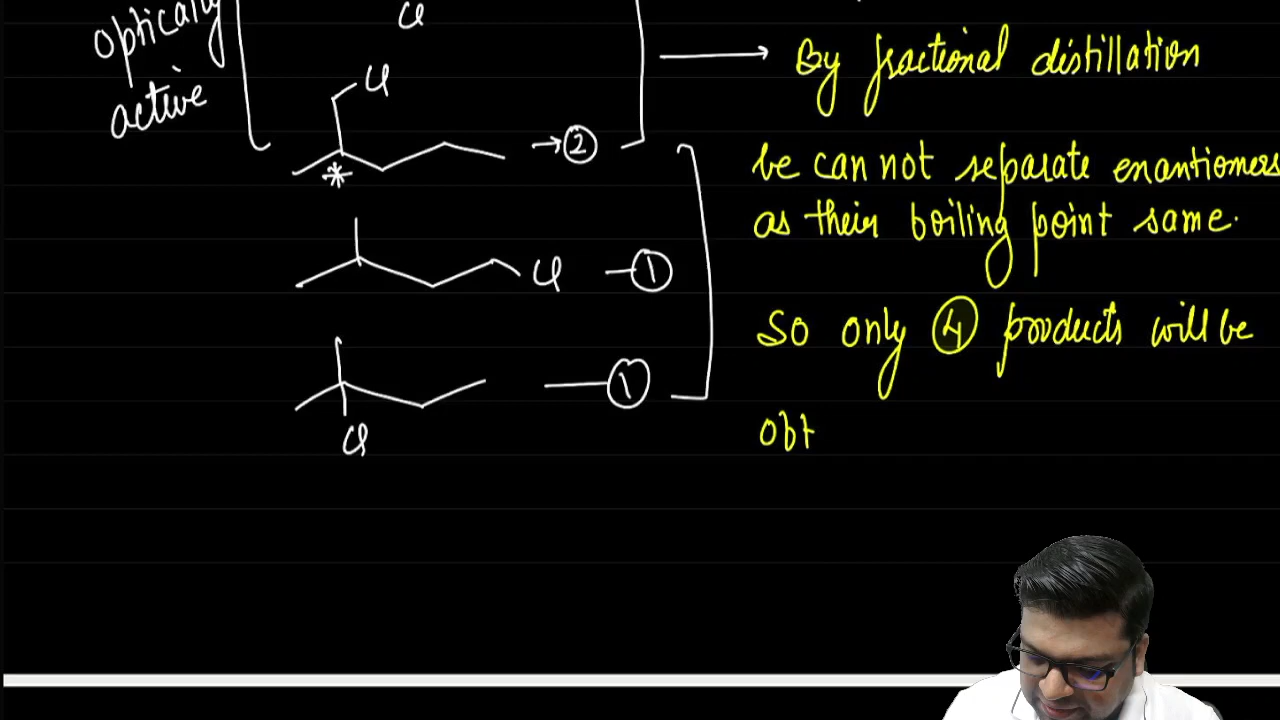 Cl
optically
active
Cl
* → ②
Cl – ①
— ①
Cl
→ By fractional distillation
be can not separate enantiomers
as their boiling point same.
So only ④ products will be
obt